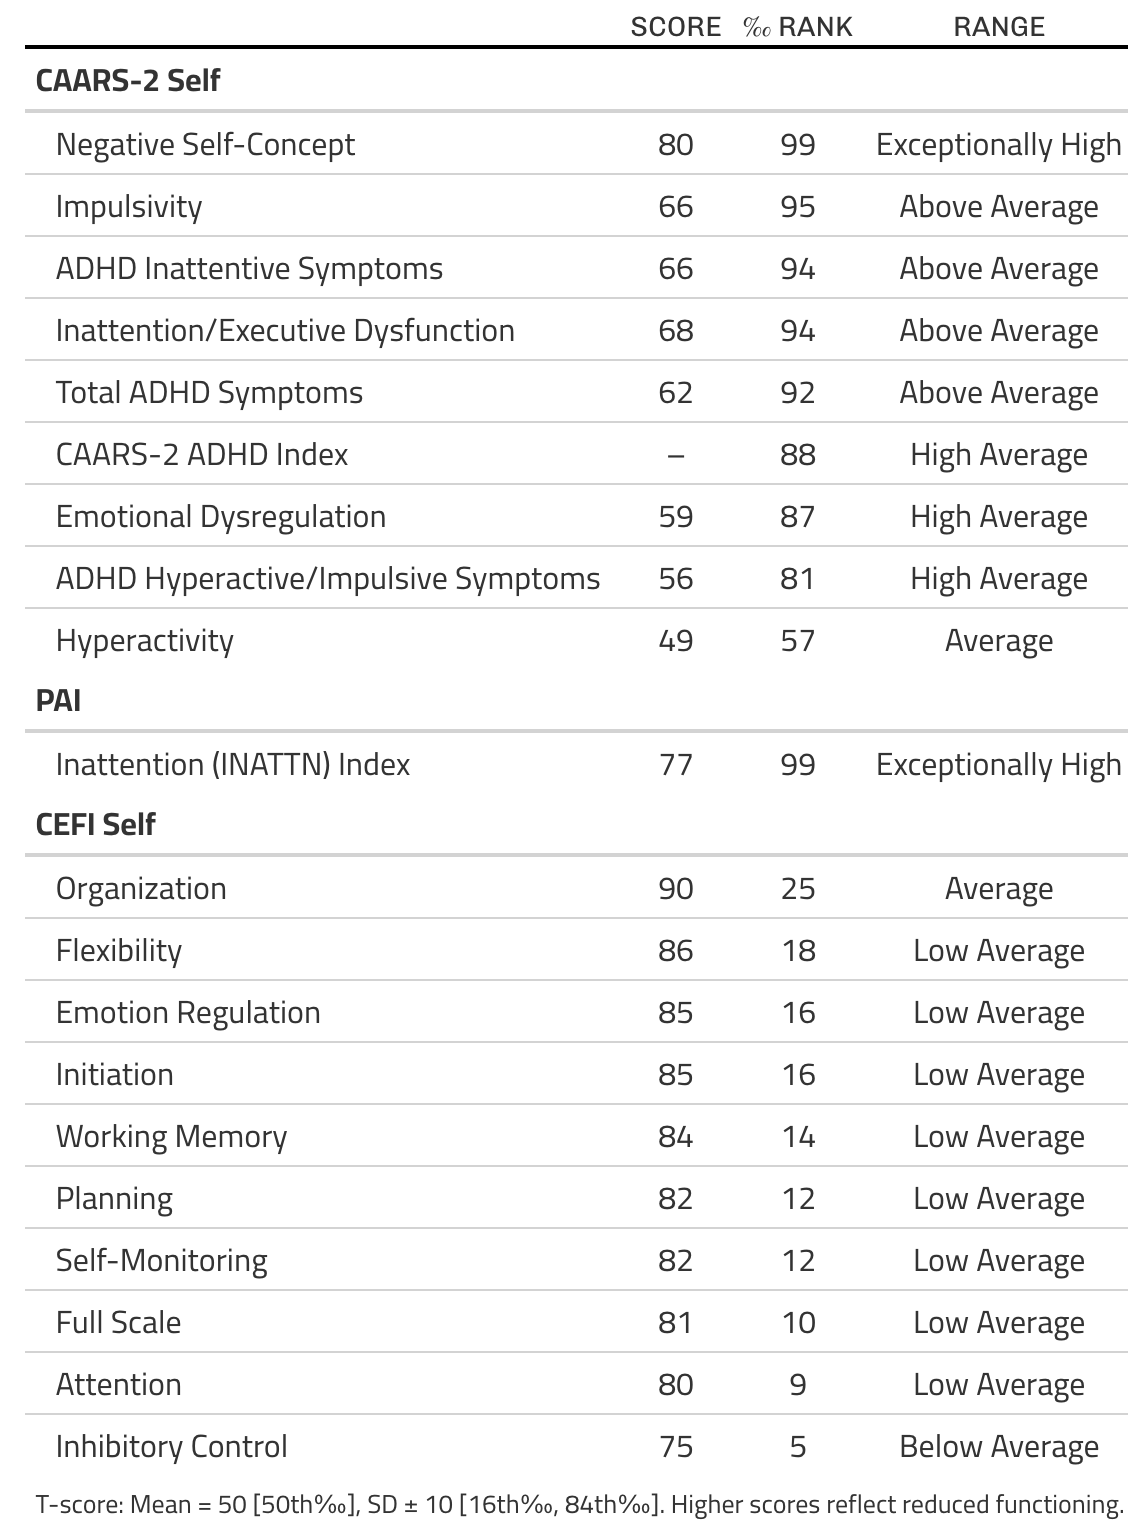 SCORE ‱ RANK RANGE
CAARS-2 Self
Negative Self-Concept 80 99 Exceptionally High
Impulsivity 66 95 Above Average
ADHD Inattentive Symptoms 66 94 Above Average
Inattention/Executive Dysfunction 68 94 Above Average
Total ADHD Symptoms 62 92 Above Average
CAARS-2 ADHD Index – 88 High Average
Emotional Dysregulation 59 87 High Average
ADHD Hyperactive/Impulsive Symptoms 56 81 High Average
Hyperactivity 49 57 Average
PAI
Inattention (INATTN) Index 77 99 Exceptionally High
CEFI Self
Organization 90 25 Average
Flexibility 86 18 Low Average
Emotion Regulation 85 16 Low Average
Initiation 85 16 Low Average
Working Memory 84 14 Low Average
Planning 82 12 Low Average
Self-Monitoring 82 12 Low Average
Full Scale 81 10 Low Average
Attention 80 9 Low Average
Inhibitory Control 75 5 Below Average
T-score: Mean = 50 [50th‰], SD ± 10 [16th‰, 84th‰]. Higher scores reflect reduced functioning.